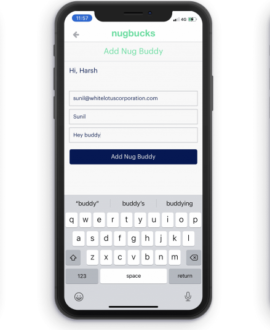 11:57
4G
nugbucks
Add Nug Buddy
Hi, Harsh
sunil@whitelotuscorporation.com
Sunil
Hey buddy
Add Nug Buddy
"buddy" buddy's buddying
q w e r t y u i o p
a s d f g h j k l
z x c v b n m
123 space return